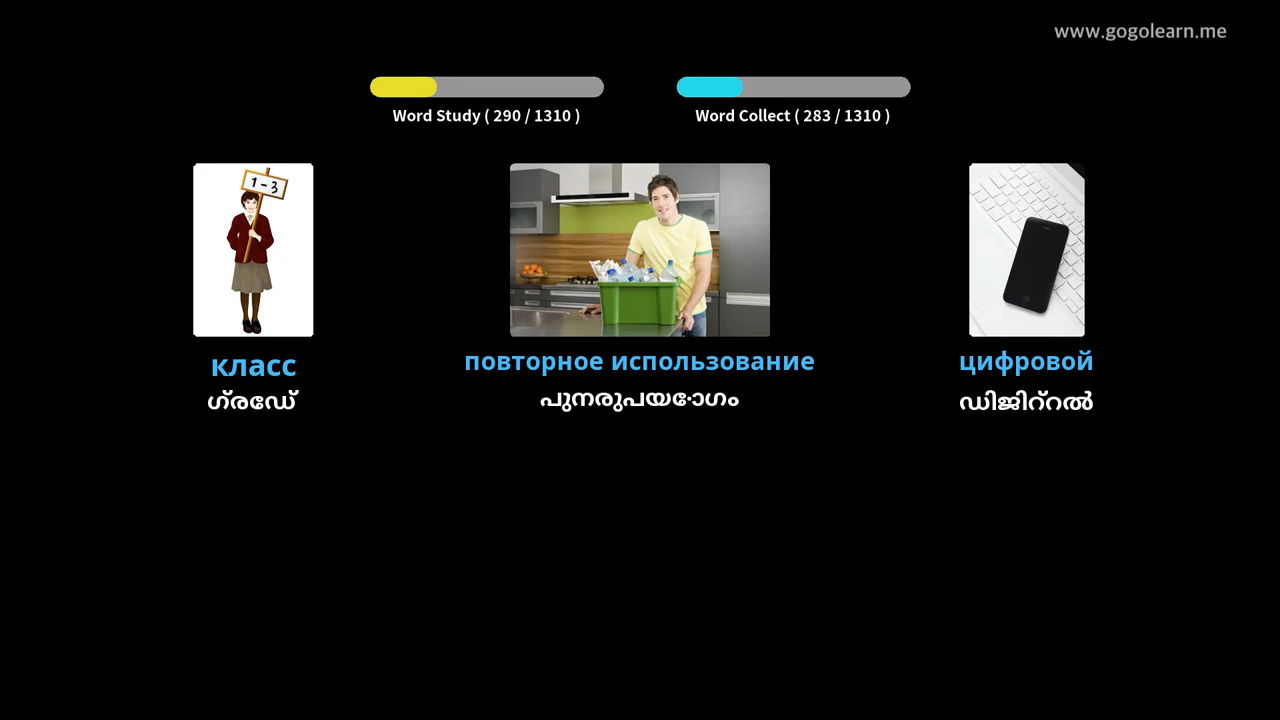 www.gogolearn.me
Word Study ( 290 / 1310 )
Word Collect ( 283 / 1310 )
1-3
класс
повторное использование
цифровой
ഗ്രേഡ്
പുനരുപയോഗം
ഡിജിറ്റൽ